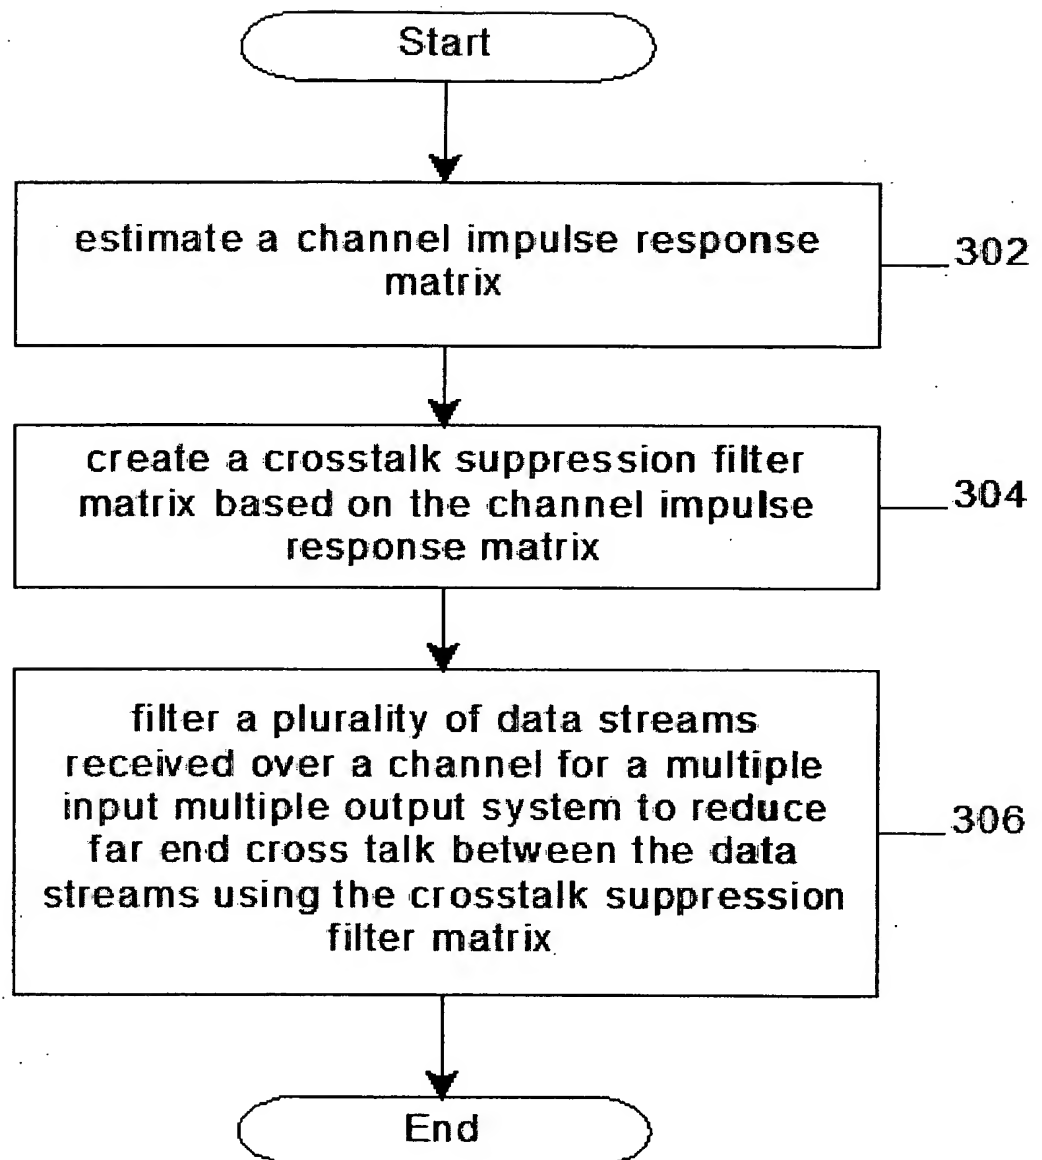 Start
estimate a channel impulse response
matrix
302
create a crosstalk suppression filter
matrix based on the channel impulse
response matrix
304
filter a plurality of data streams
received over a channel for a multiple
input multiple output system to reduce
far end cross talk between the data
streams using the crosstalk suppression
filter matrix
306
End